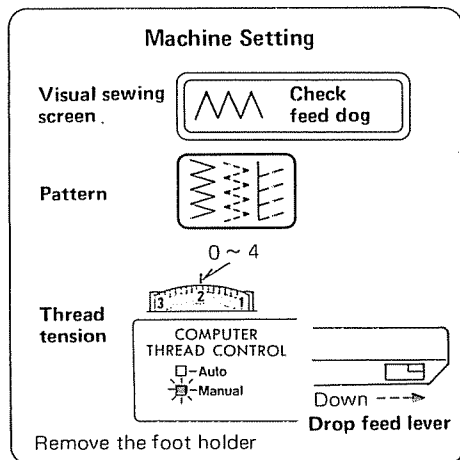 Machine Setting
Visual sewing
screen .
Check
feed dog
Pattern
0 ~ 4
3 2 1
Thread
tension
COMPUTER
THREAD CONTROL
Auto
Manual
Down
Drop feed lever
Remove the foot holder